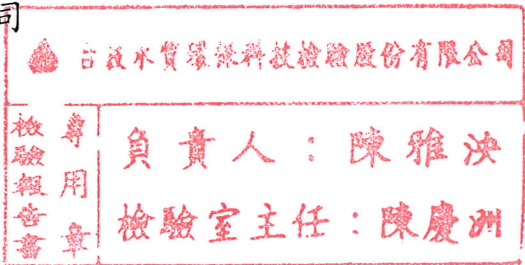 司
台義水質環保科技檢驗股份有限公司
檢驗報告書
專用章
負責人：陳雅泱
檢驗室主任：陳慶洲